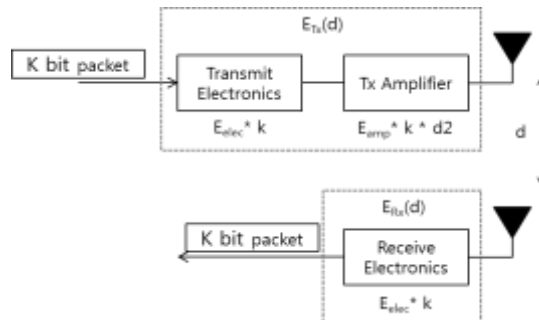 E_Tx(d)
K bit packet
Transmit
Electronics
Tx Amplifier
E_elec* k
E_amp* k * d2
d
E_Rx(d)
K bit packet
Receive
Electronics
E_elec* k